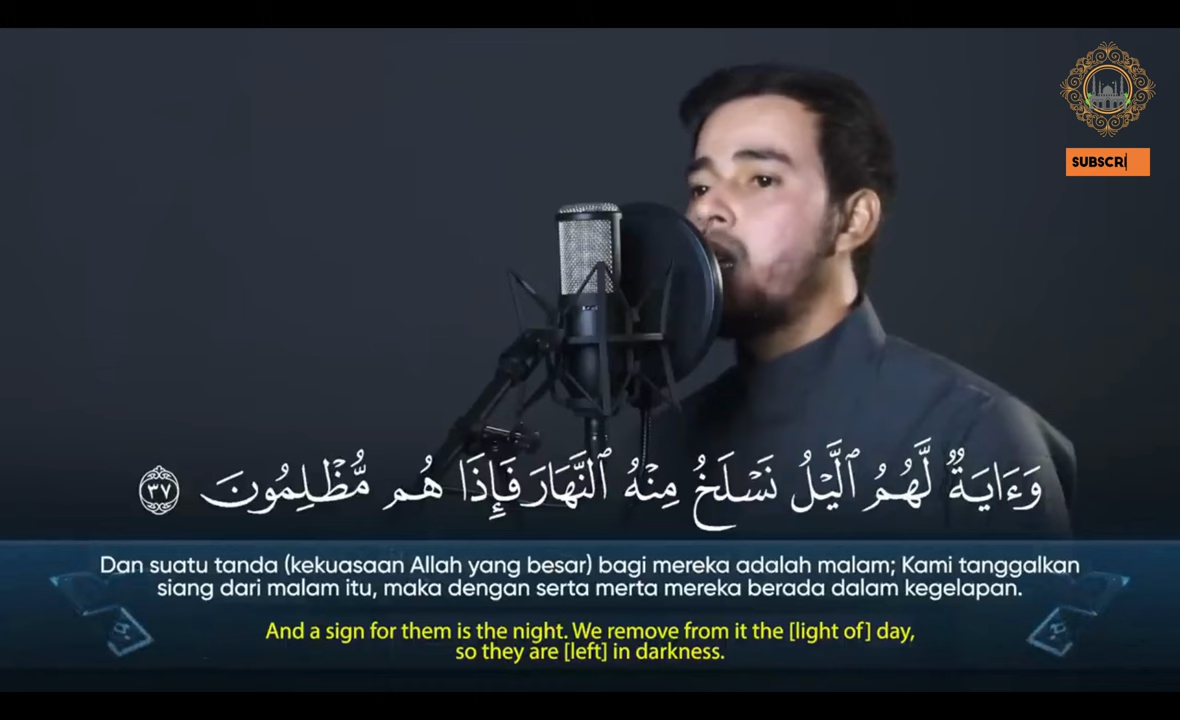 SUBSCRI
وَءَايَةٌ لَّهُمُ ٱلَّيْلُ نَسْلَخُ مِنْهُ ٱلنَّهَارَ فَإِذَا هُم مُّظْلِمُونَ ٣٧
Dan suatu tanda (kekuasaan Allah yang besar) bagi mereka adalah malam; Kami tanggalkan
siang dari malam itu, maka dengan serta merta mereka berada dalam kegelapan.
And a sign for them is the night. We remove from it the [light of] day,
so they are [left] in darkness.